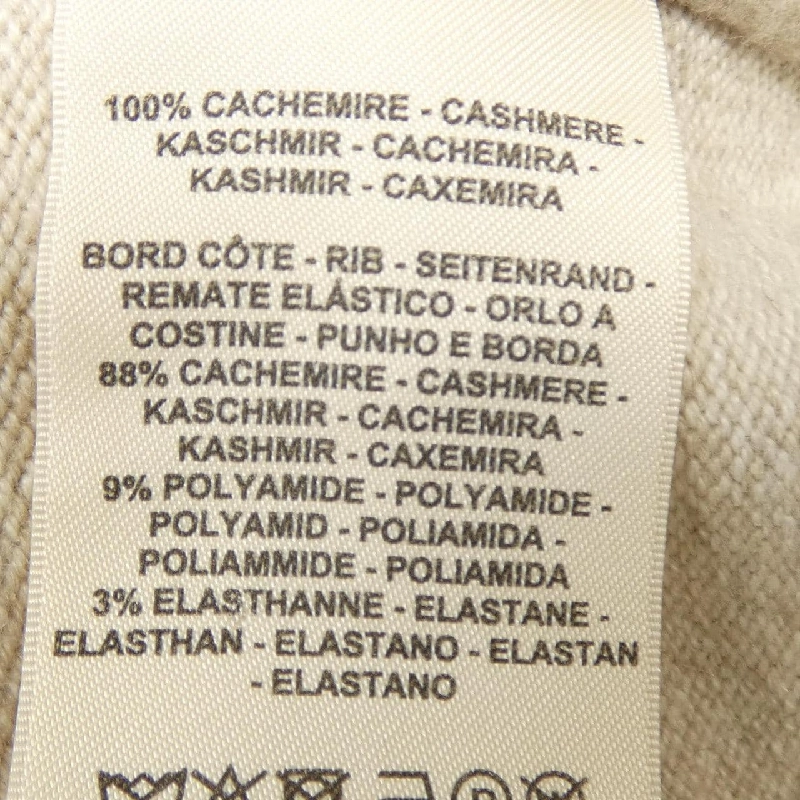 100% CACHEMIRE - CASHMERE -
KASCHMIR - CACHEMIRA -
KASHMIR - CAXEMIRA
BORD CÔTE - RIB - SEITENRAND -
REMATE ELÁSTICO - ORLO A
COSTINE - PUNHO E BORDA
88% CACHEMIRE - CASHMERE -
KASCHMIR - CACHEMIRA -
KASHMIR - CAXEMIRA
9% POLYAMIDE - POLYAMIDE -
POLYAMID - POLIAMIDA -
POLIAMMIDE - POLIAMIDA
3% ELASTHANNE - ELASTANE -
ELASTHAN - ELASTANO - ELASTAN
- ELASTANO